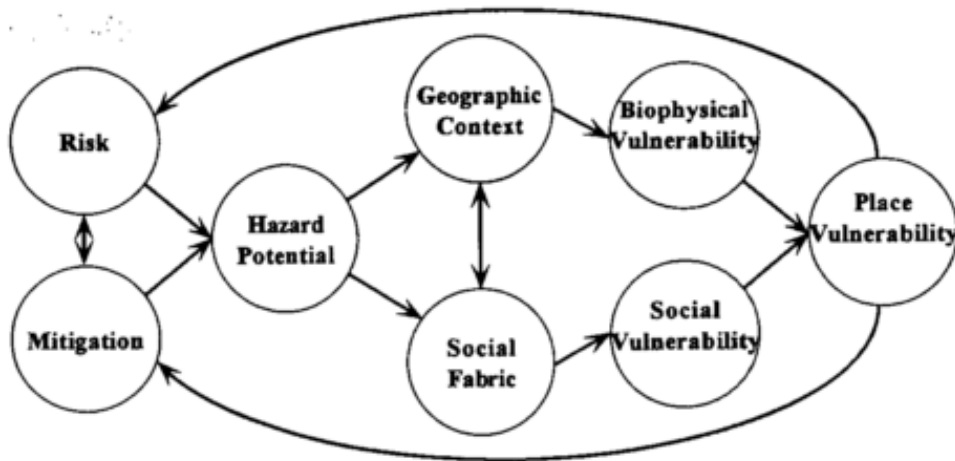 Risk
Mitigation
Hazard
Potential
Geographic
Context
Social
Fabric
Biophysical
Vulnerability
Social
Vulnerability
Place
Vulnerability